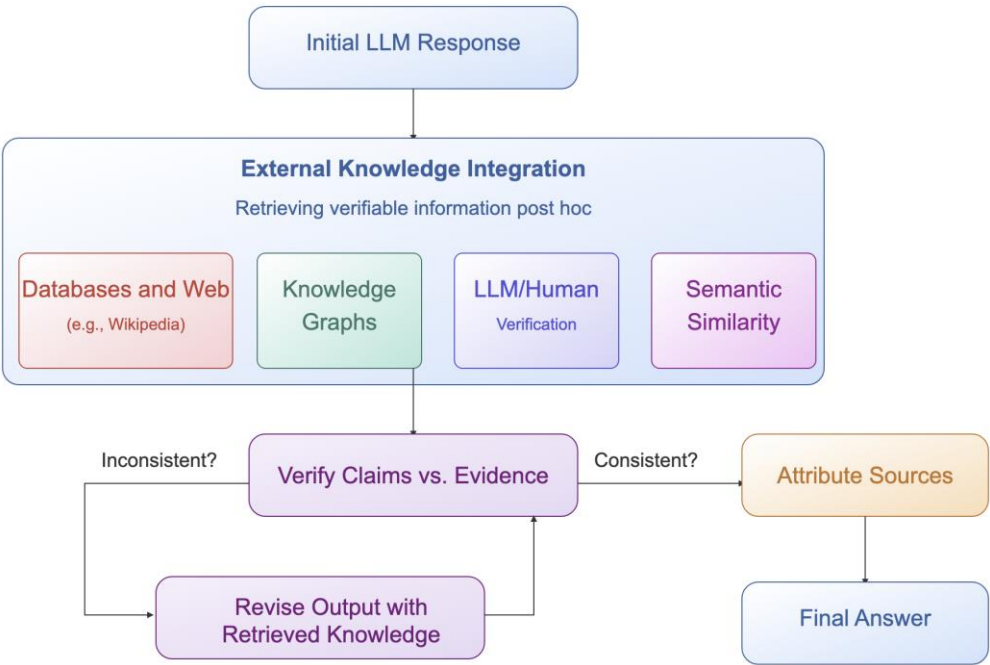 Initial LLM Response
External Knowledge Integration
Retrieving verifiable information post hoc
Databases and Web
(e.g., Wikipedia)
Knowledge
Graphs
LLM/Human
Verification
Semantic
Similarity
Inconsistent?
Verify Claims vs. Evidence
Consistent?
Attribute Sources
Revise Output with
Retrieved Knowledge
Final Answer